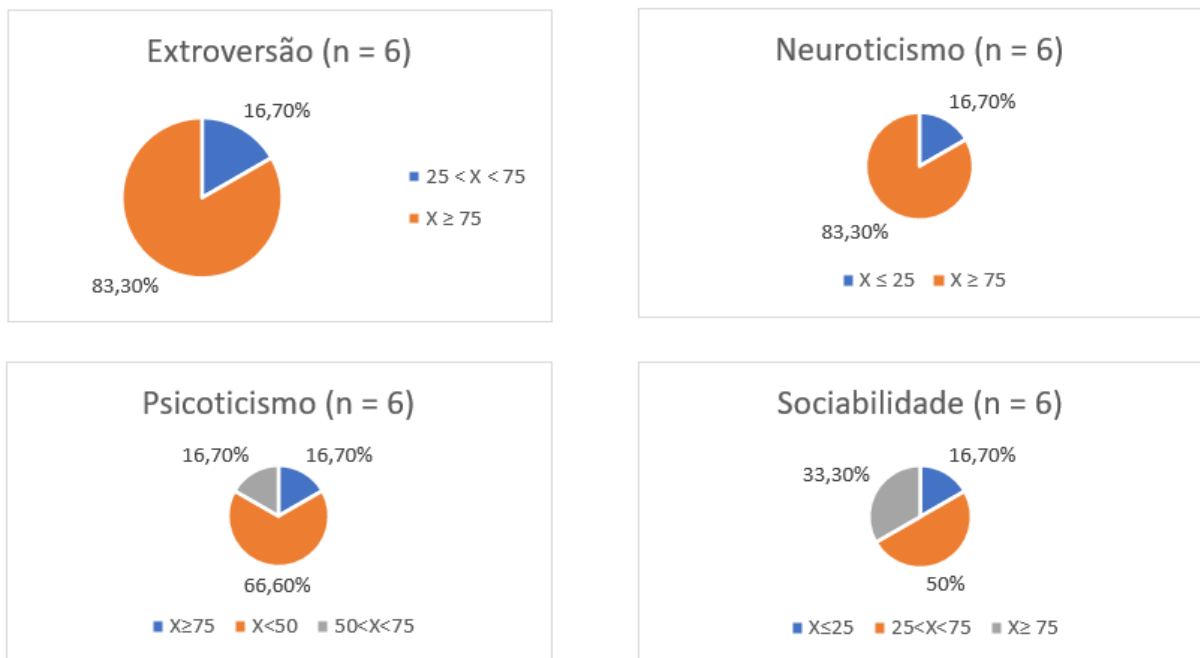 Extroversão (n = 6)
16,70%
25 < X < 75
X ≥ 75
83,30%
Neuroticismo (n = 6)
16,70%
83,30%
X ≤ 25 X ≥ 75
Psicoticismo (n = 6)
16,70% 16,70%
66,60%
X≥75 X<50 50<X<75
Sociabilidade (n = 6)
16,70%
33,30%
50%
X≤25 25<X<75 X≥ 75